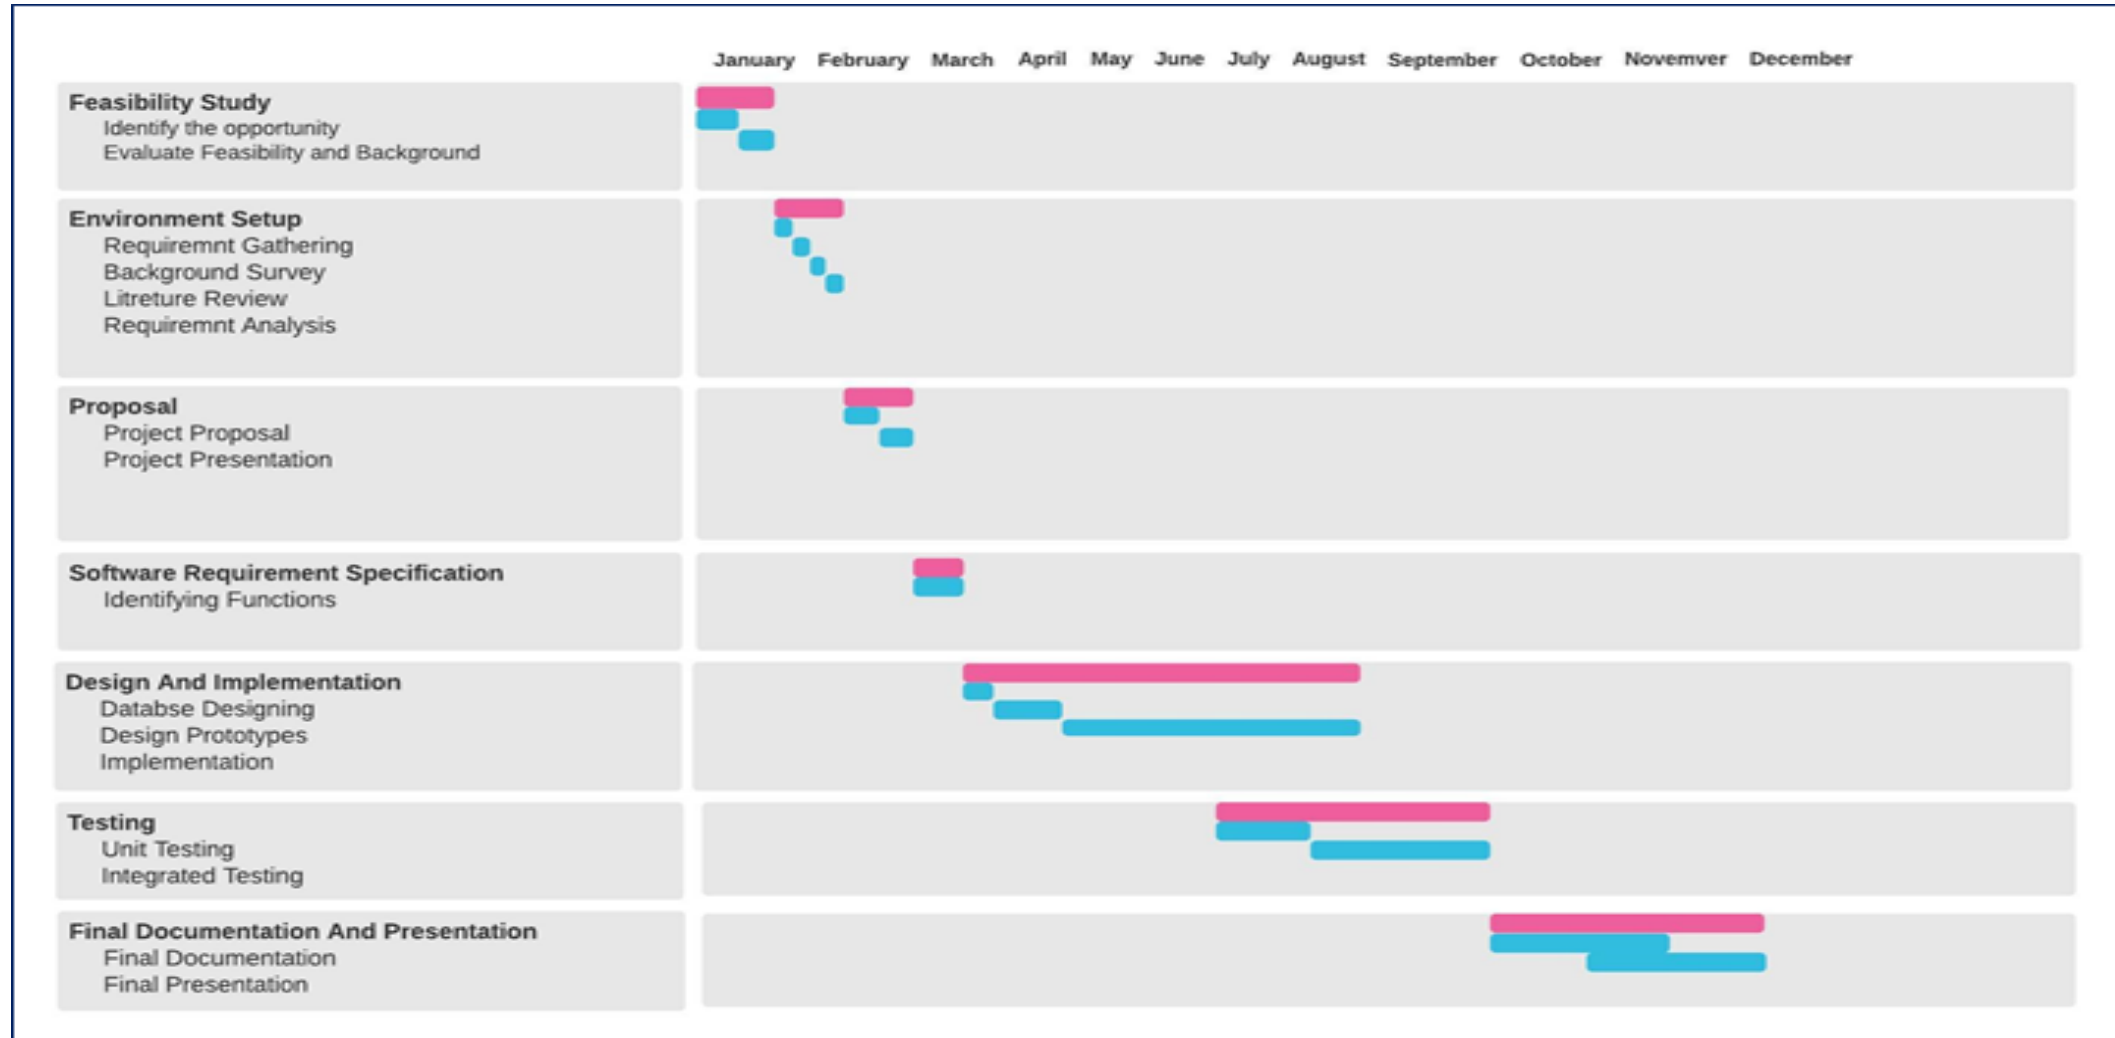 January February March April May June July August September October Novemver December
Feasibility Study
Identify the opportunity
Evaluate Feasibility and Background
Environment Setup
Requiremnt Gathering
Background Survey
Litreture Review
Requiremnt Analysis
Proposal
Project Proposal
Project Presentation
Software Requirement Specification
Identifying Functions
Design And Implementation
Databse Designing
Design Prototypes
Implementation
Testing
Unit Testing
Integrated Testing
Final Documentation And Presentation
Final Documentation
Final Presentation